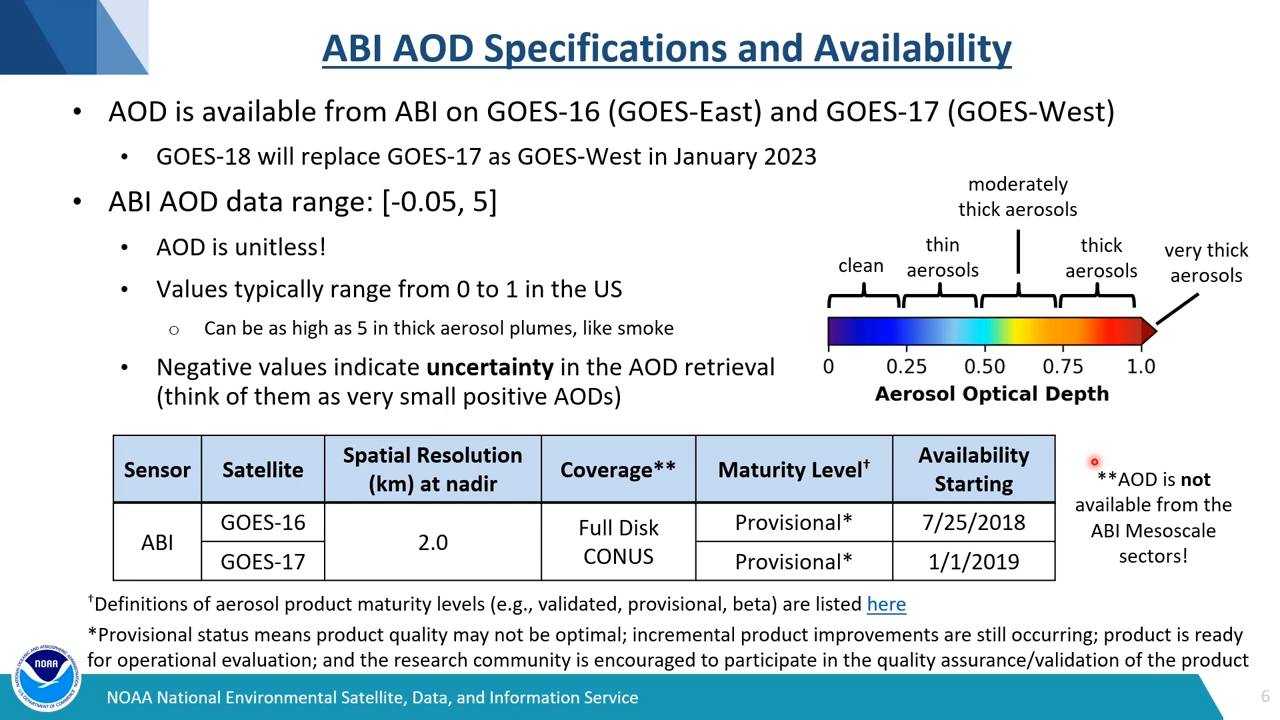 ABI AOD Specifications and Availability
• AOD is available from ABI on GOES-16 (GOES-East) and GOES-17 (GOES-West)
• GOES-18 will replace GOES-17 as GOES-West in January 2023
• ABI AOD data range: [-0.05, 5]
• AOD is unitless!
• Values typically range from 0 to 1 in the US
o Can be as high as 5 in thick aerosol plumes, like smoke
• Negative values indicate uncertainty in the AOD retrieval
(think of them as very small positive AODs)
moderately
thick aerosols
clean
thin
aerosols
thick
aerosols
very thick
aerosols
0 0.25 0.50 0.75 1.0
Aerosol Optical Depth
Sensor
Satellite
Spatial Resolution
(km) at nadir
Coverage**
Maturity Level†
Availability
Starting
ABI
GOES-16
2.0
Full Disk
CONUS
Provisional*
7/25/2018
GOES-17
Provisional*
1/1/2019
**AOD is not
available from the
ABI Mesoscale
sectors!
†Definitions of aerosol product maturity levels (e.g., validated, provisional, beta) are listed here
*Provisional status means product quality may not be optimal; incremental product improvements are still occurring; product is ready
for operational evaluation; and the research community is encouraged to participate in the quality assurance/validation of the product
NOAA
NOAA National Environmental Satellite, Data, and Information Service
6